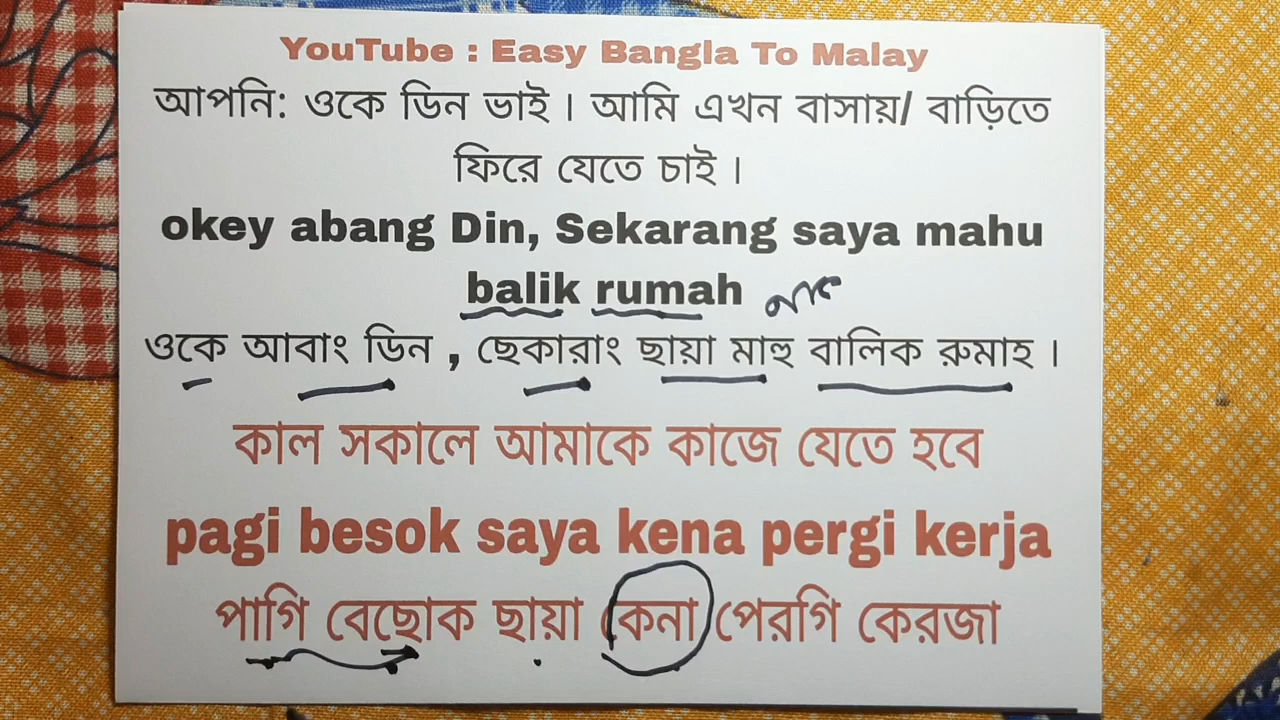 YouTube : Easy Bangla To Malay
আপনি: ওকে ডিন ভাই। আমি এখন বাসায়/ বাড়িতে
ফিরে যেতে চাই।
okey abang Din, Sekarang saya mahu
balik rumah
ওকে আবাং ডিন , ছেকারাং ছায়া মাহু বালিক রুমাহ।
কাল সকালে আমাকে কাজে যেতে হবে
pagi besok saya kena pergi kerja
পাগি বেছোক ছায়া কেনা পেরগি কেরজা